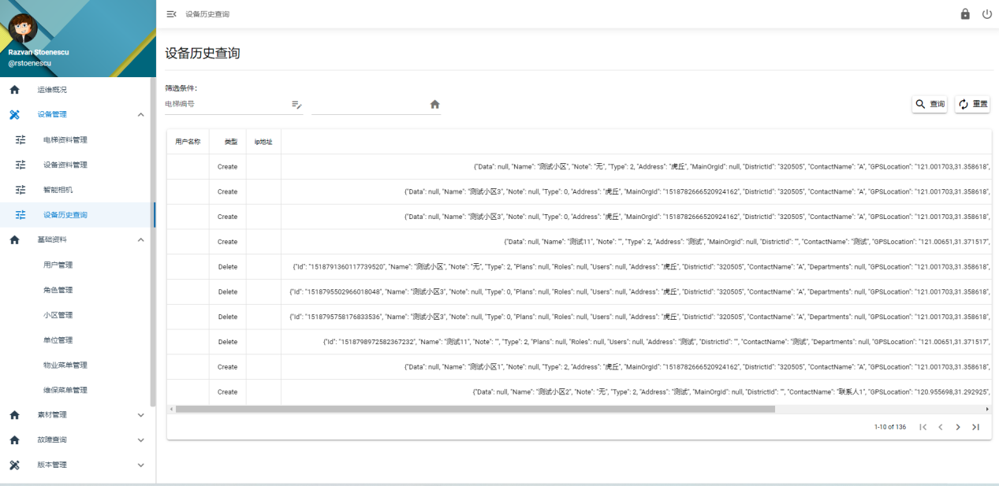 设备历史查询
Razvan Stoenescu
@rstoenescu
运维概况
设备管理
电梯资料管理
设备资料管理
智能相机
设备历史查询
基础资料
用户管理
角色管理
小区管理
单位管理
物业菜单管理
维保菜单管理
素材管理
故障查询
版本管理
设备历史查询
筛选条件:
电梯编号
查询 重置
用户名称 类型 ip地址
Create {"Data": null, "Name": "测试小区", "Note": "无", "Type": 2, "Address": "虎丘", "MainOrgId": null, "DistrictId": "320505", "ContactName": "A", "GPSLocation": "121.001703,31.358618",
Create {"Data": null, "Name": "测试小区3", "Note": null, "Type": 0, "Address": "虎丘", "MainOrgId": "1518782666520924162", "DistrictId": "320505", "ContactName": "A", "GPSLocation": "121.001703,31.358618",
Create {"Data": null, "Name": "测试小区3", "Note": null, "Type": 0, "Address": "虎丘", "MainOrgId": "1518782666520924162", "DistrictId": "320505", "ContactName": "A", "GPSLocation": "121.001703,31.358618",
Create {"Data": null, "Name": "测试11", "Note": "", "Type": 2, "Address": "测试", "MainOrgId": null, "DistrictId": "", "ContactName": "测试", "GPSLocation": "121.00651,31.371517",
Delete {"Id": "1518791360117739520", "Name": "测试小区", "Note": "无", "Type": 2, "Plans": null, "Roles": null, "Users": null, "Address": "虎丘", "DistrictId": "320505", "ContactName": "A", "Departments": null, "GPSLocation": "121.001703,31.358618",
Delete {"Id": "1518795502966018048", "Name": "测试小区3", "Note": null, "Type": 0, "Plans": null, "Roles": null, "Users": null, "Address": "虎丘", "DistrictId": "320505", "ContactName": "A", "Departments": null, "GPSLocation": "121.001703,31.358618",
Delete {"Id": "1518795758176833536", "Name": "测试小区3", "Note": null, "Type": 0, "Plans": null, "Roles": null, "Users": null, "Address": "虎丘", "DistrictId": "320505", "ContactName": "A", "Departments": null, "GPSLocation": "121.001703,31.358618",
Delete {"Id": "1518798972582367232", "Name": "测试11", "Note": "", "Type": 2, "Plans": null, "Roles": null, "Users": null, "Address": "测试", "DistrictId": "", "ContactName": "测试", "Departments": null, "GPSLocation": "121.00651,31.371517",
Create {"Data": null, "Name": "测试小区1", "Note": null, "Type": 2, "Address": "虎丘", "MainOrgId": "1518782666520924162", "DistrictId": "320505", "ContactName": "A", "GPSLocation": "121.001703,31.358618",
Create {"Data": null, "Name": "测试小区2", "Note": "无", "Type": 2, "Address": "测试", "MainOrgId": null, "DistrictId": "", "ContactName": "联系人1", "GPSLocation": "120.955698,31.292925",
1-10 of 136